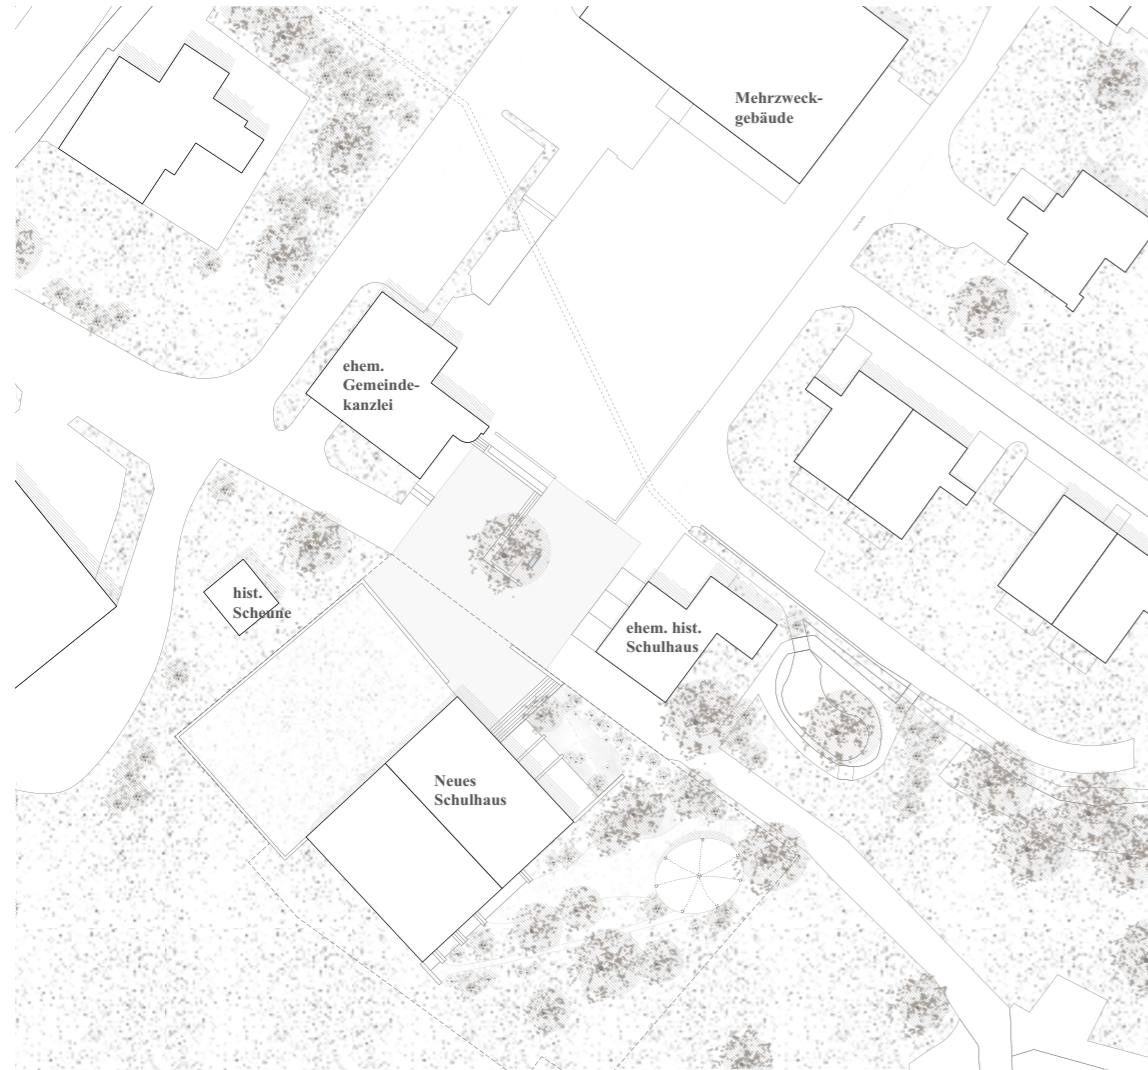 Mehrzweck-
gebäude
ehem.
Gemeinde-
kanzlei
hist.
Scheune
ehem. hist.
Schulhaus
Neues
Schulhaus